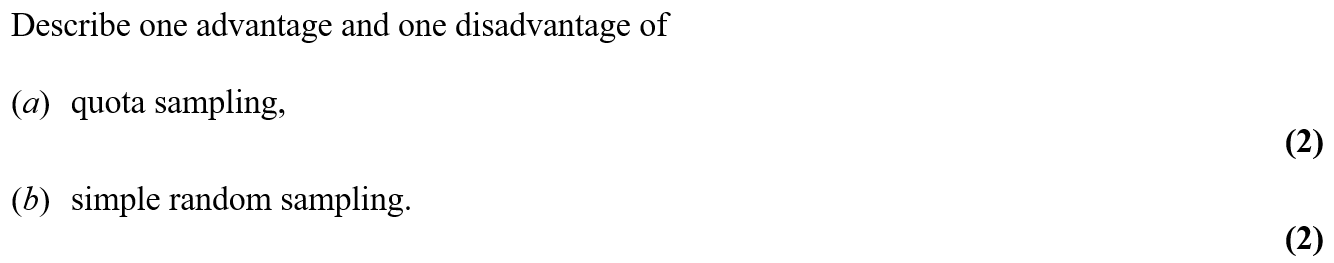 Describe one advantage and one disadvantage of
(a) quota sampling,
(2)
(b) simple random sampling.
(2)